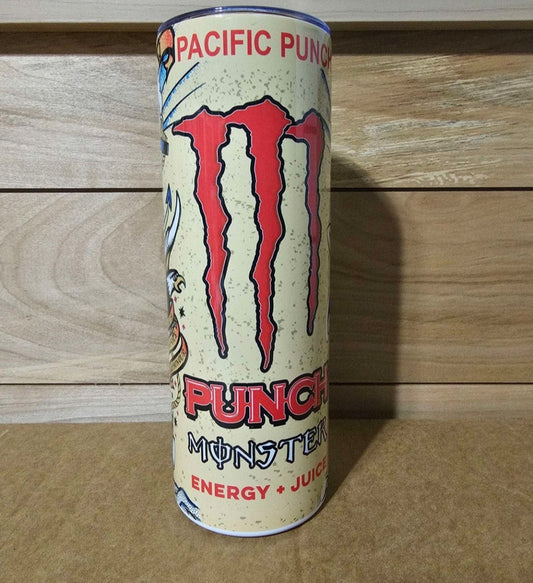 PACIFIC PUNCH
PUNCH
MONSTER
ENERGY + JUICE